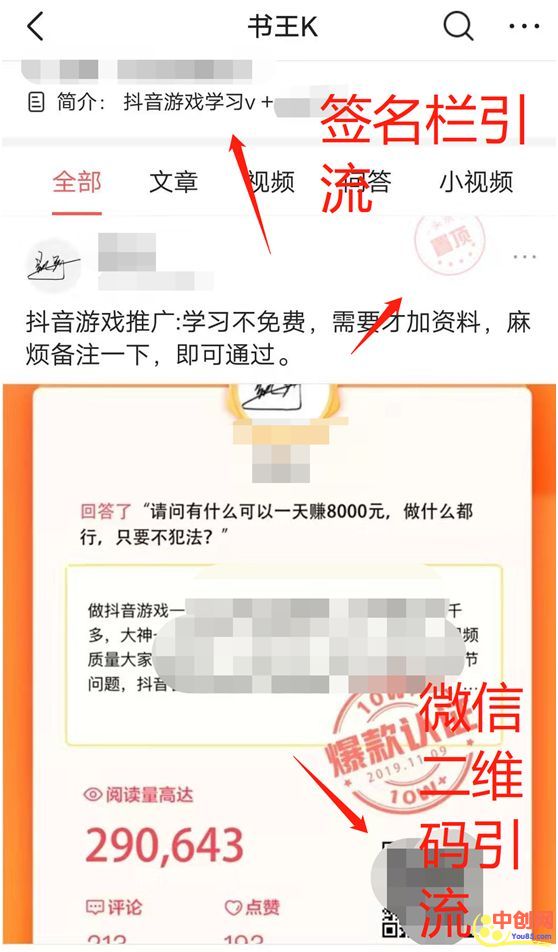 书王K
简介： 抖音游戏学习v +
签名栏引
流
全部 文章 视频 问答 小视频
置顶
抖音游戏推广:学习不免费，需要才加资料，麻
烦备注一下，即可通过。
回答了“请问有什么可以一天赚8000元，做什么都
行，只要不犯法？”
做抖音游戏一 千
多，大神 视频
质量大家 节
问题，抖音
10W+
爆款认证
2019.11.09
10W+
微信
二维
码引
流
阅读量高达
290,643
评论 点赞
中创网
You85.com